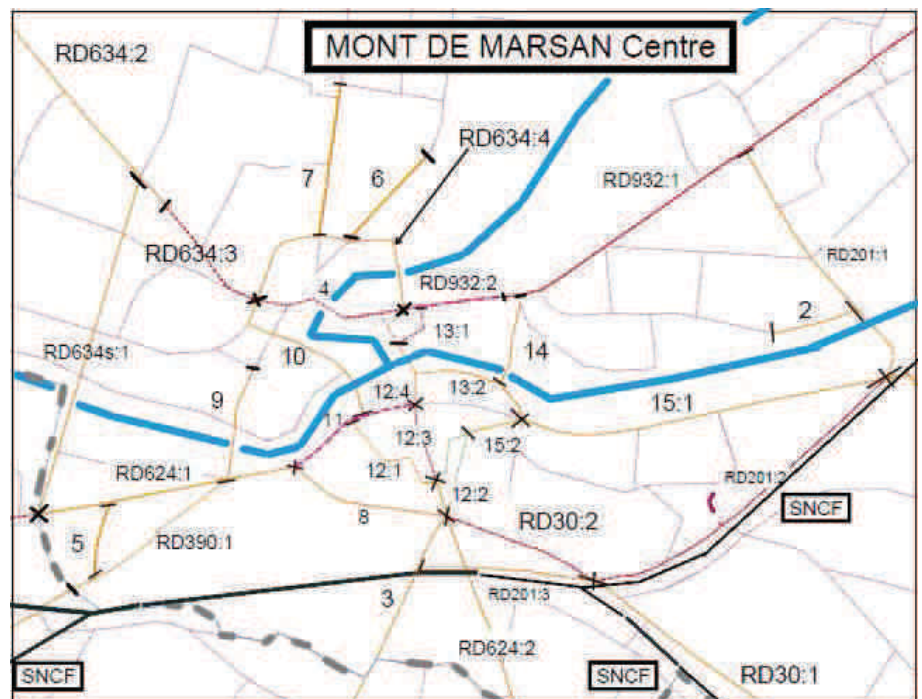 MONT DE MARSAN Centre
RD634:2
RD634:4
7
6
RD932:1
RD634:3
RD201:1
4
RD932:2
2
13:1
RD634s:1
10
14
9
12:4
13:2
15:1
11
12:3
15:2
RD624:1
12:1
RD201:2
12:2
SNCF
8
RD30:2
5
RD390:1
3
RD201:3
RD624:2
SNCF
SNCF
RD30:1